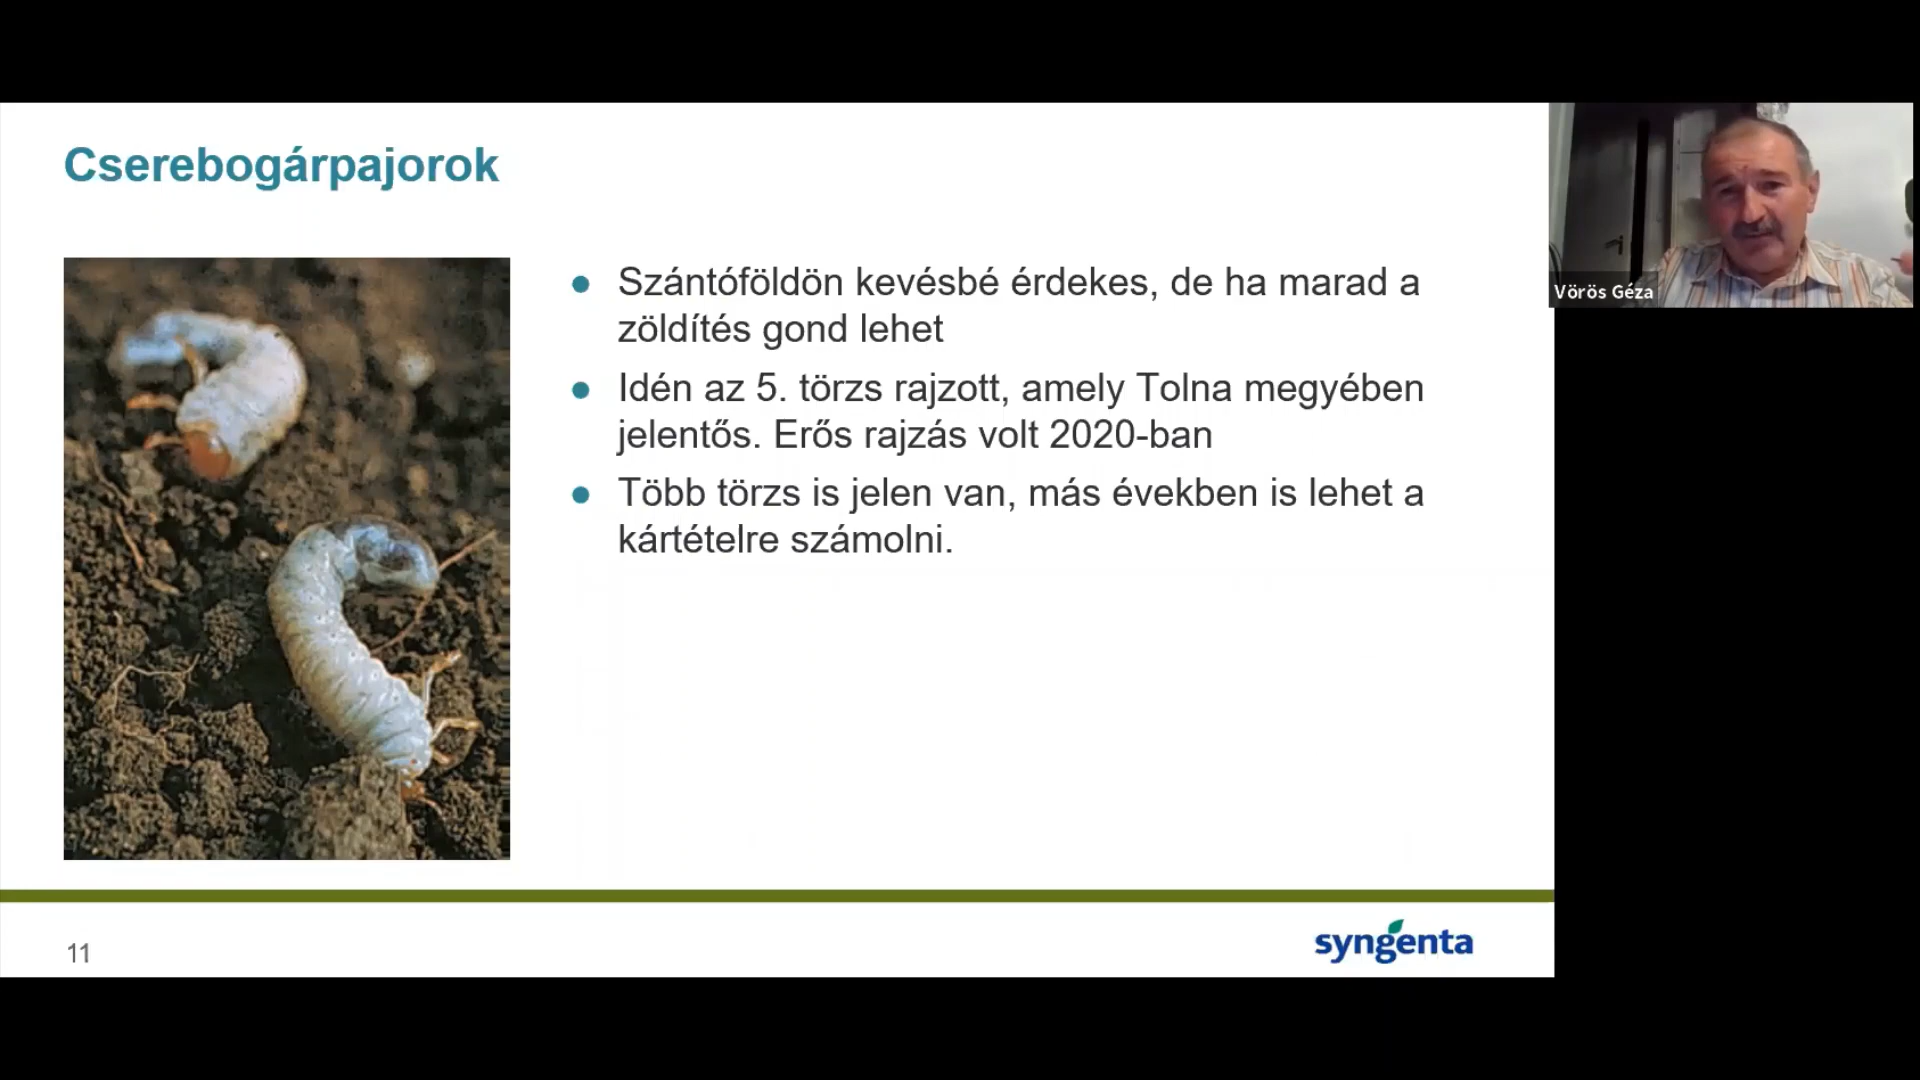 Cserebogárpajorok
Szántóföldön kevésbé érdekes, de ha marad a
zöldítés gond lehet
Idén az 5. törzs rajzott, amely Tolna megyében
jelentős. Erős rajzás volt 2020-ban
Több törzs is jelen van, más években is lehet a
kártételre számolni.
Vörös Géza
11
syngenta